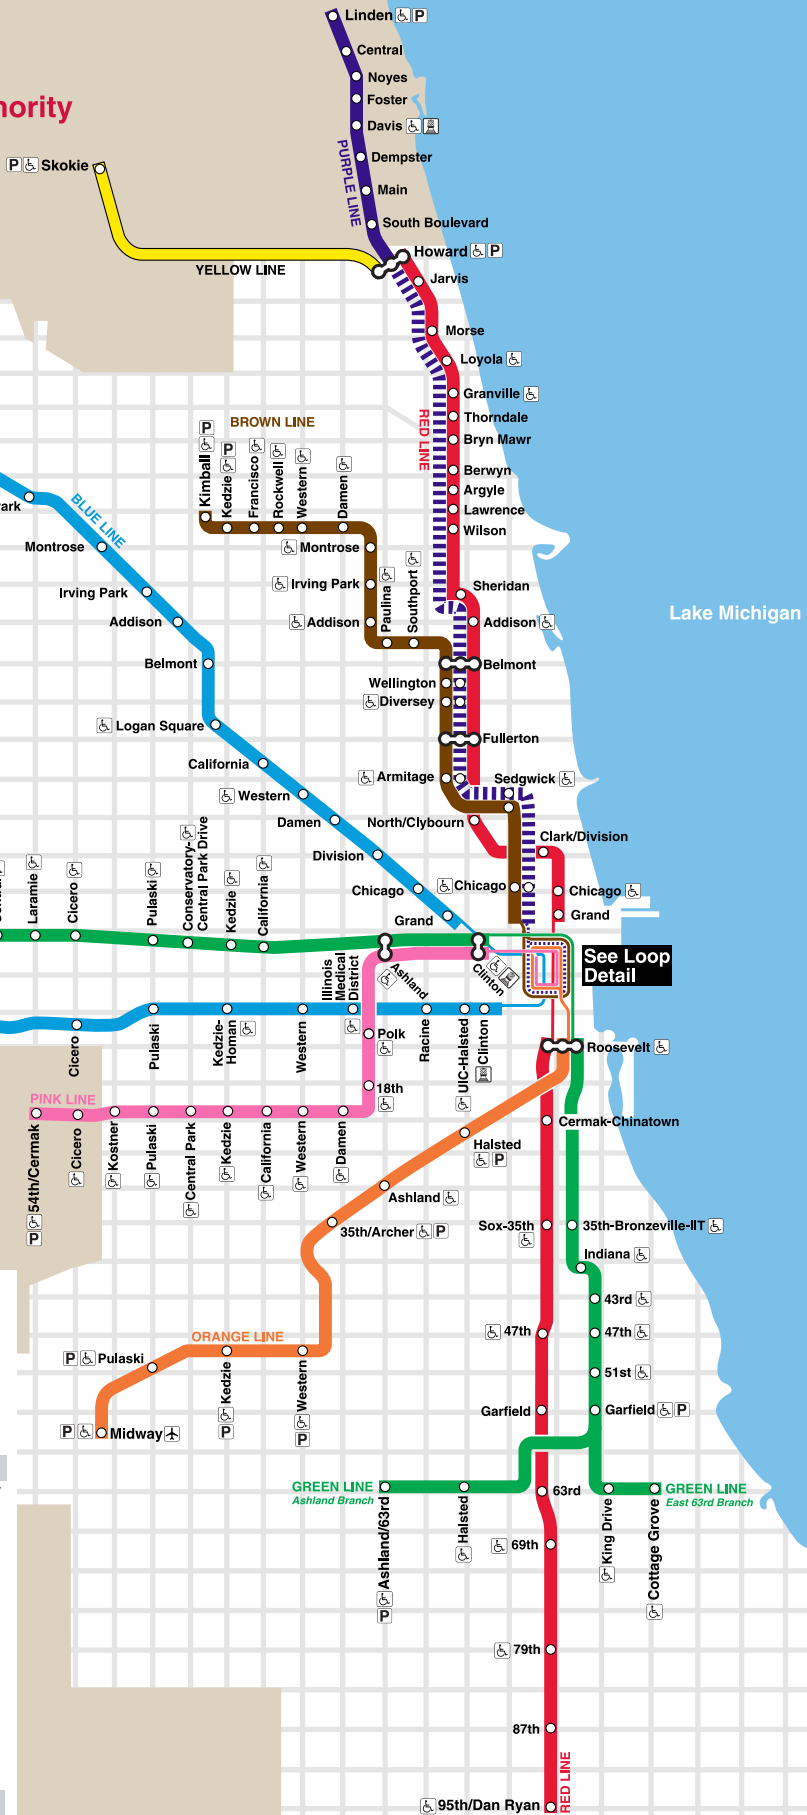 Linden P
Central
Noyes
Foster
Davis
Dempster
Main
South Boulevard
PURPLE LINE
P Skokie
YELLOW LINE
Howard P
Jarvis
Morse
Loyola
Granville
Thorndale
Bryn Mawr
Berwyn
Argyle
Lawrence
Wilson
Sheridan
Addison
RED LINE
BROWN LINE
P
Kimball
P
Kedzie
Francisco
Rockwell
Western
Damen
Montrose
Irving Park
Addison
Paulina
Southport
Belmont
Wellington
Diversey
Fullerton
Armitage
Sedgwick
North/Clybourn
Clark/Division
Chicago
Chicago
Grand
Lake Michigan
BLUE LINE
Montrose
Irving Park
Addison
Belmont
Logan Square
California
Western
Damen
Division
Chicago
Grand
Laramie
Cicero
Pulaski
Conservatory-
Central Park Drive
Kedzie
California
Ashland
Clinton
See Loop
Detail
Illinois
Medical
District
Cicero
Pulaski
Kedzie-
Homan
Western
Racine
UIC-Halsted
Clinton
Polk
18th
Roosevelt
PINK LINE
54th/Cermak
P
Cicero
Kostner
Pulaski
Central Park
Kedzie
California
Western
Damen
Halsted
P
Ashland
35th/Archer P
ORANGE LINE
P Pulaski
Kedzie
P
Western
P
P Midway
Cermak-Chinatown
Sox-35th
35th-Bronzeville-IIT
Indiana
43rd
47th
47th
51st
Garfield
Garfield P
GREEN LINE
Ashland Branch
Ashland/63rd
P
Halsted
63rd
GREEN LINE
East 63rd Branch
King Drive
Cottage Grove
69th
79th
87th
95th/Dan Ryan
RED LINE